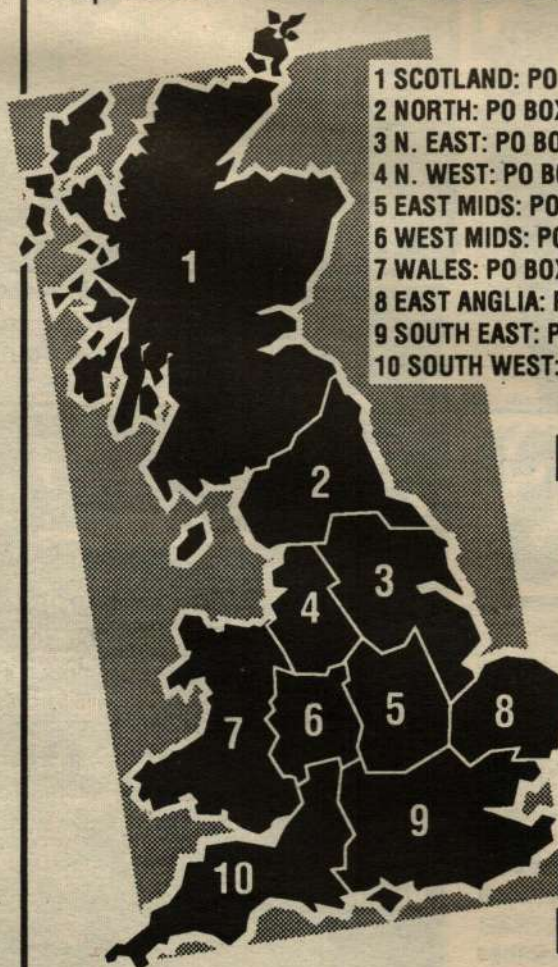 1 SCOTLAND: PO
2 NORTH: PO BOX
3 N. EAST: PO BO
4 N. WEST: PO BO
5 EAST MIDS: PO
6 WEST MIDS: PO
7 WALES: PO BOX
8 EAST ANGLIA:
9 SOUTH EAST: P
10 SOUTH WEST:
1
2
3
4
5
6
7
8
9
10